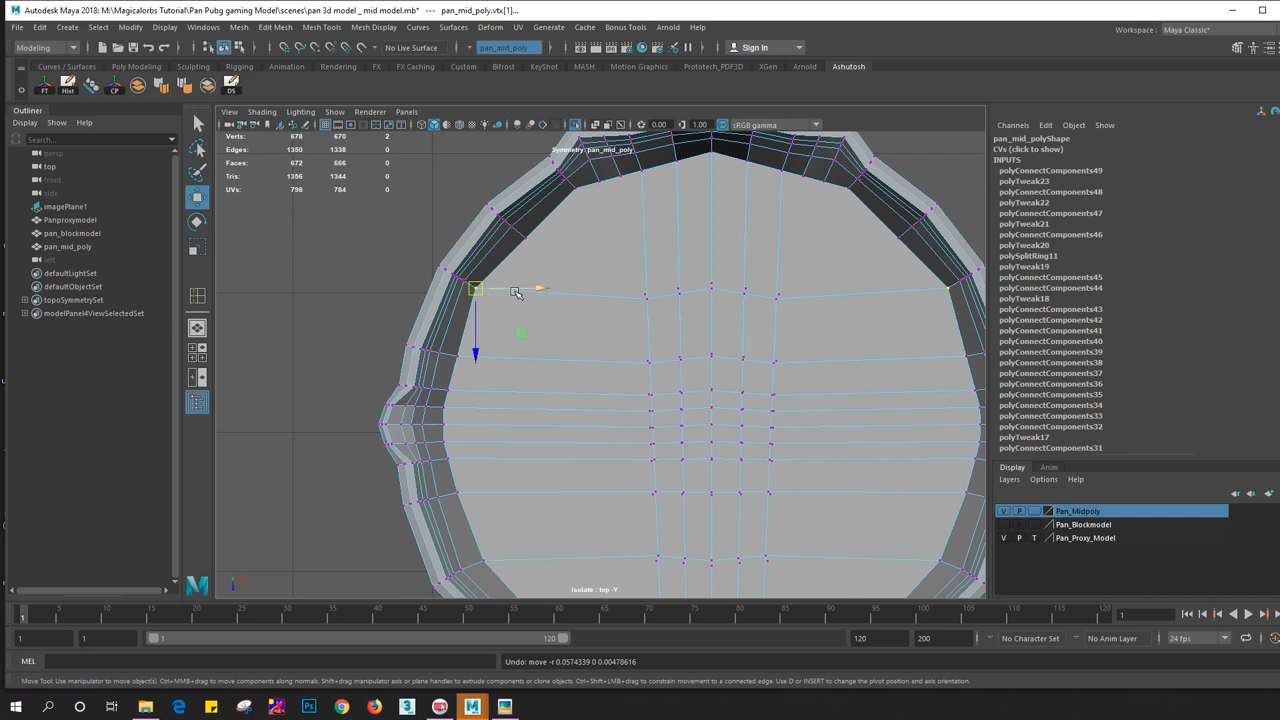 Autodesk Maya 2018: M:\Magicalorbs Tutorial\Pan Pubg gaming Model\scenes\pan 3d model _ mid model.mb* --- pan_mid_poly.vtx[1]...
File Edit Create Select Modify Display Windows Mesh Edit Mesh Mesh Tools Mesh Display Curves Surfaces Deform UV Generate Cache Bonus Tools Arnold Help
Workspace: Maya Classic*
Modeling No Live Surface pan_mid_poly Sign In
Curves / Surfaces Poly Modeling Sculpting Rigging Animation Rendering FX FX Caching Custom Bifrost KeyShot MASH Motion Graphics Prototech_PDF3D XGen Arnold Ashutosh
FT Hist CP DS
Outliner
Display Show Help
Search...
persp
top
front
side
imagePlane1
Panproxymodel
pan_blockmodel
pan_mid_poly
left
defaultLightSet
defaultObjectSet
topoSymmetrySet
modelPanel4ViewSelectedSet
View Shading Lighting Show Renderer Panels
0.00 1.00 sRGB gamma
Verts: 678 670 2
Edges: 1350 1338 0
Faces: 672 666 0
Tris: 1356 1344 0
UVs: 798 784 0
Symmetry: pan_mid_poly
Isolate : top -Y
Channels Edit Object Show
pan_mid_polyShape
CVs (click to show)
INPUTS
polyConnectComponents49
polyTweak23
polyConnectComponents48
polyTweak22
polyConnectComponents47
polyTweak21
polyConnectComponents46
polyTweak20
polySplitRing11
polyTweak19
polyConnectComponents45
polyConnectComponents44
polyTweak18
polyConnectComponents43
polyConnectComponents42
polyConnectComponents41
polyConnectComponents40
polyConnectComponents39
polyConnectComponents38
polyConnectComponents37
polyConnectComponents36
polyConnectComponents35
polyConnectComponents34
polyConnectComponents33
polyConnectComponents32
polyTweak17
polyConnectComponents31
Display Anim
Layers Options Help
V P Pan_Midpoly
Pan_Blockmodel
V P T Pan_Proxy_Model
5 10 15 20 25 30 35 40 45 50 55 60 65 70 75 80 85 90 95 100 105 110 115 120
1 1
1 1 1 120 120 200 No Character Set No Anim Layer 24 fps
MEL Undo: move -r 0.0574339 0 0.00478616
Move Tool: Use manipulator to move object(s). Ctrl+MMB+drag to move components along normals. Shift+drag manipulator axis or plane handles to extrude components or clone objects. Ctrl+Shift+LMB+drag to constrain movement to a connected edge. Use D or INSERT to change the pivot position and axis orientation.